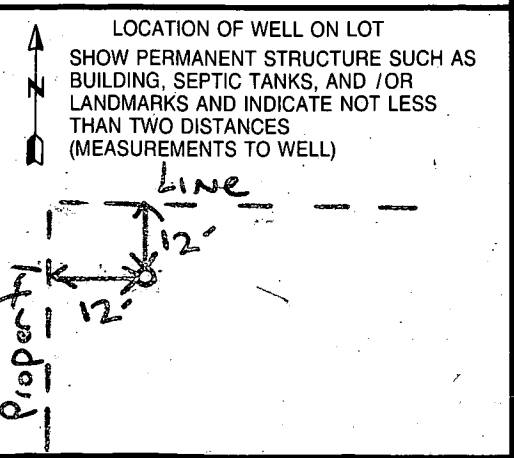 LOCATION OF WELL ON LOT
SHOW PERMANENT STRUCTURE SUCH AS
BUILDING, SEPTIC TANKS, AND / OR
LANDMARKS AND INDICATE NOT LESS
THAN TWO DISTANCES
(MEASUREMENTS TO WELL)
N
LINE
12'
12'
Property